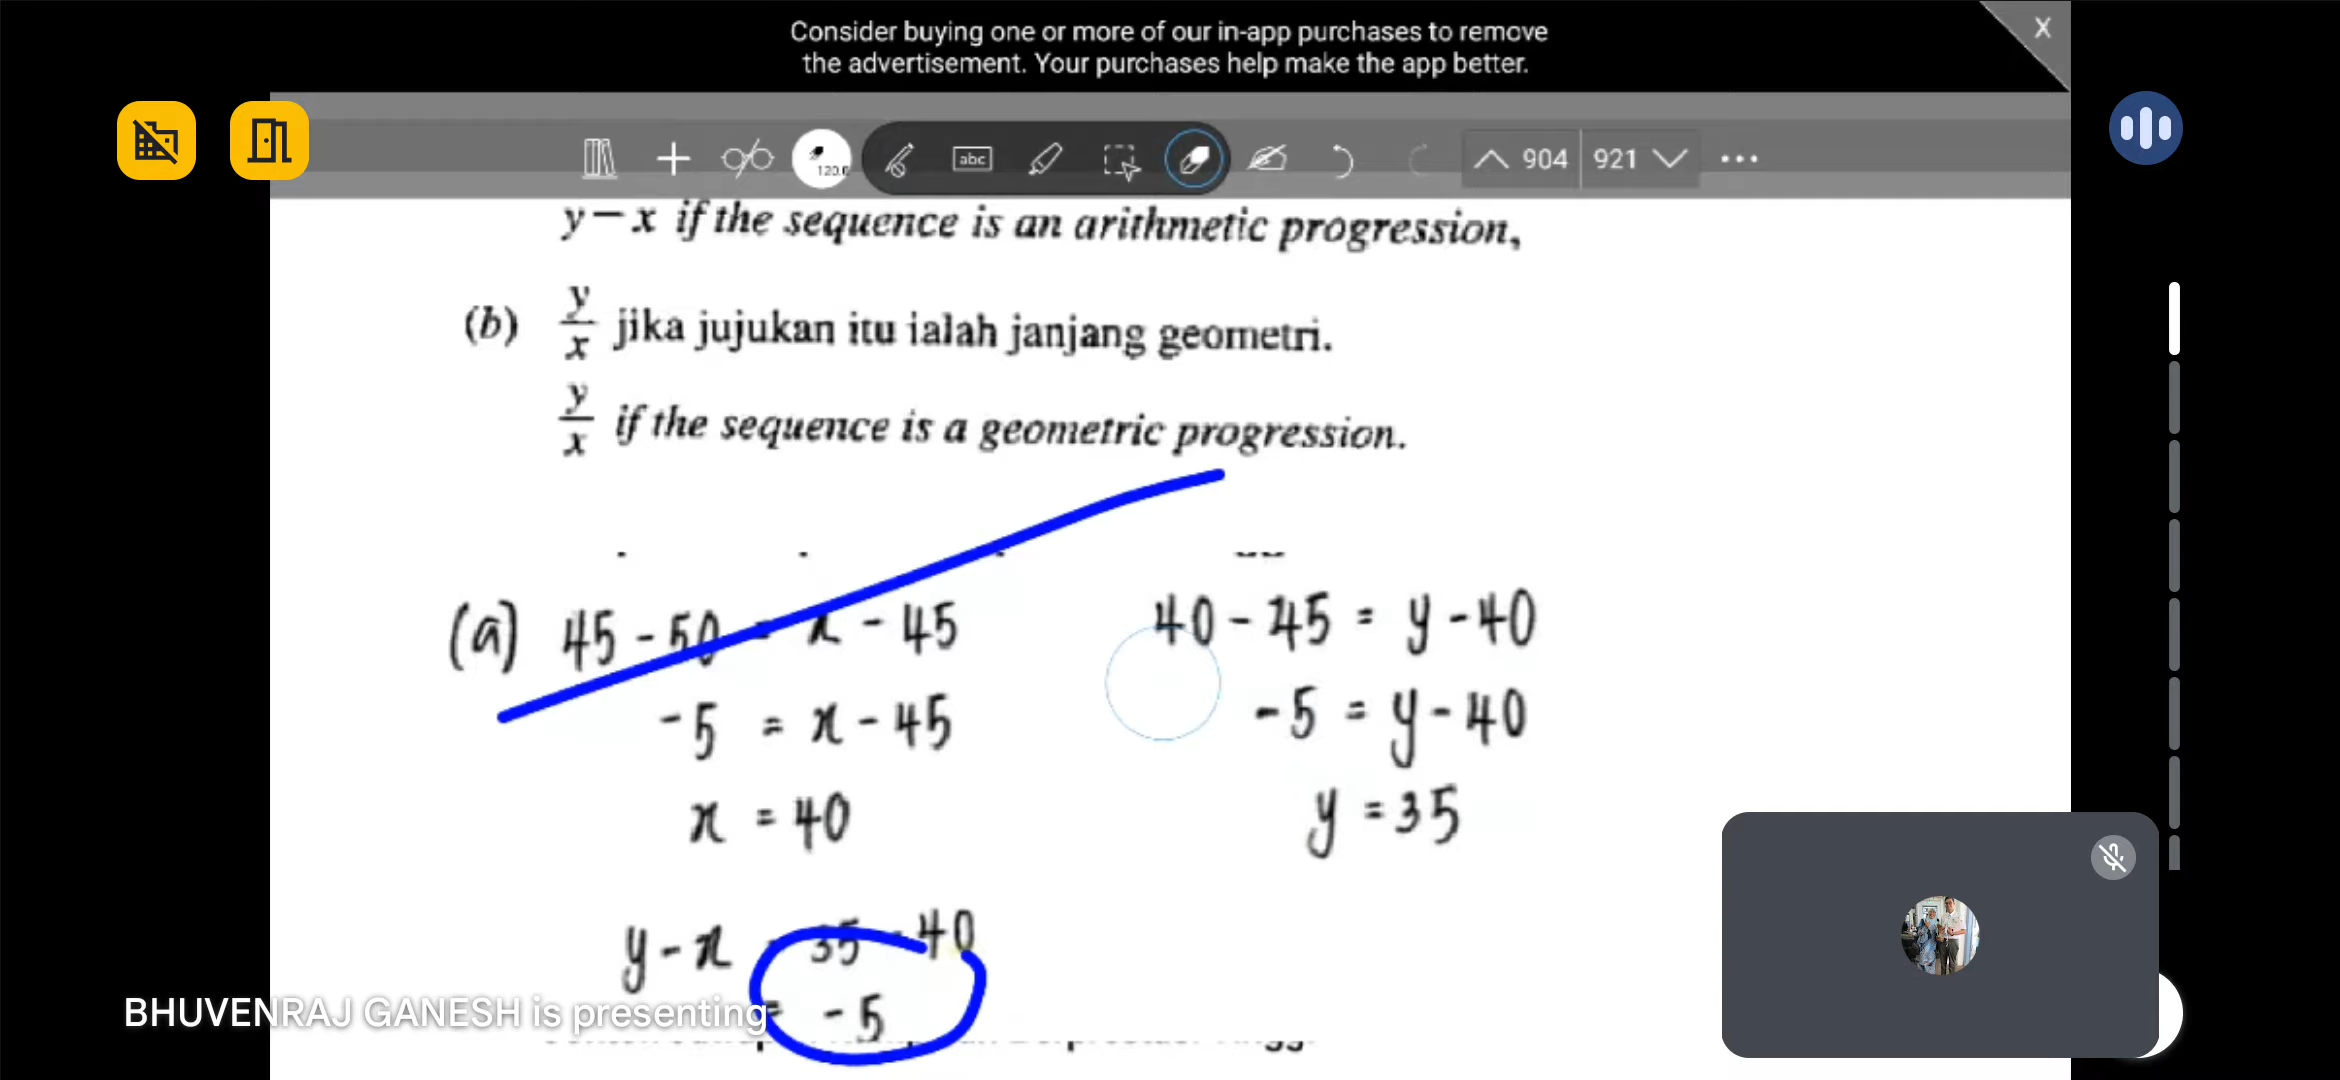 Consider buying one or more of our in-app purchases to remove
the advertisement. Your purchases help make the app better.
X
120.0 abc 904 921
y − x if the sequence is an arithmetic progression,
(b) y/x jika jujukan itu ialah janjang geometri.
y/x if the sequence is a geometric progression.
(a) 45 - 50 = x - 45
-5 = x - 45
x = 40
40 - 45 = y - 40
-5 = y - 40
y = 35
y - x = 35 - 40
= -5
BHUVENRAJ GANESH is presenting